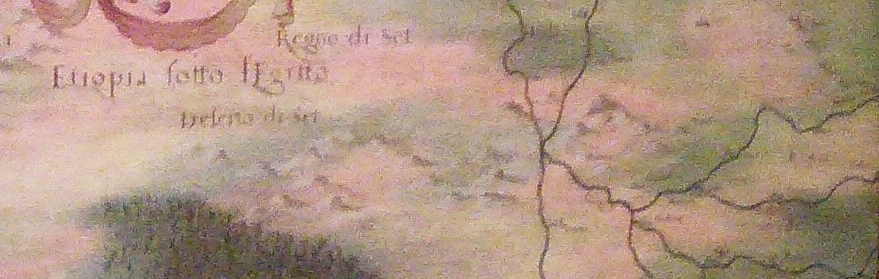 Regno di Set
Etiopia sotto l'Egitto
Deserto di set